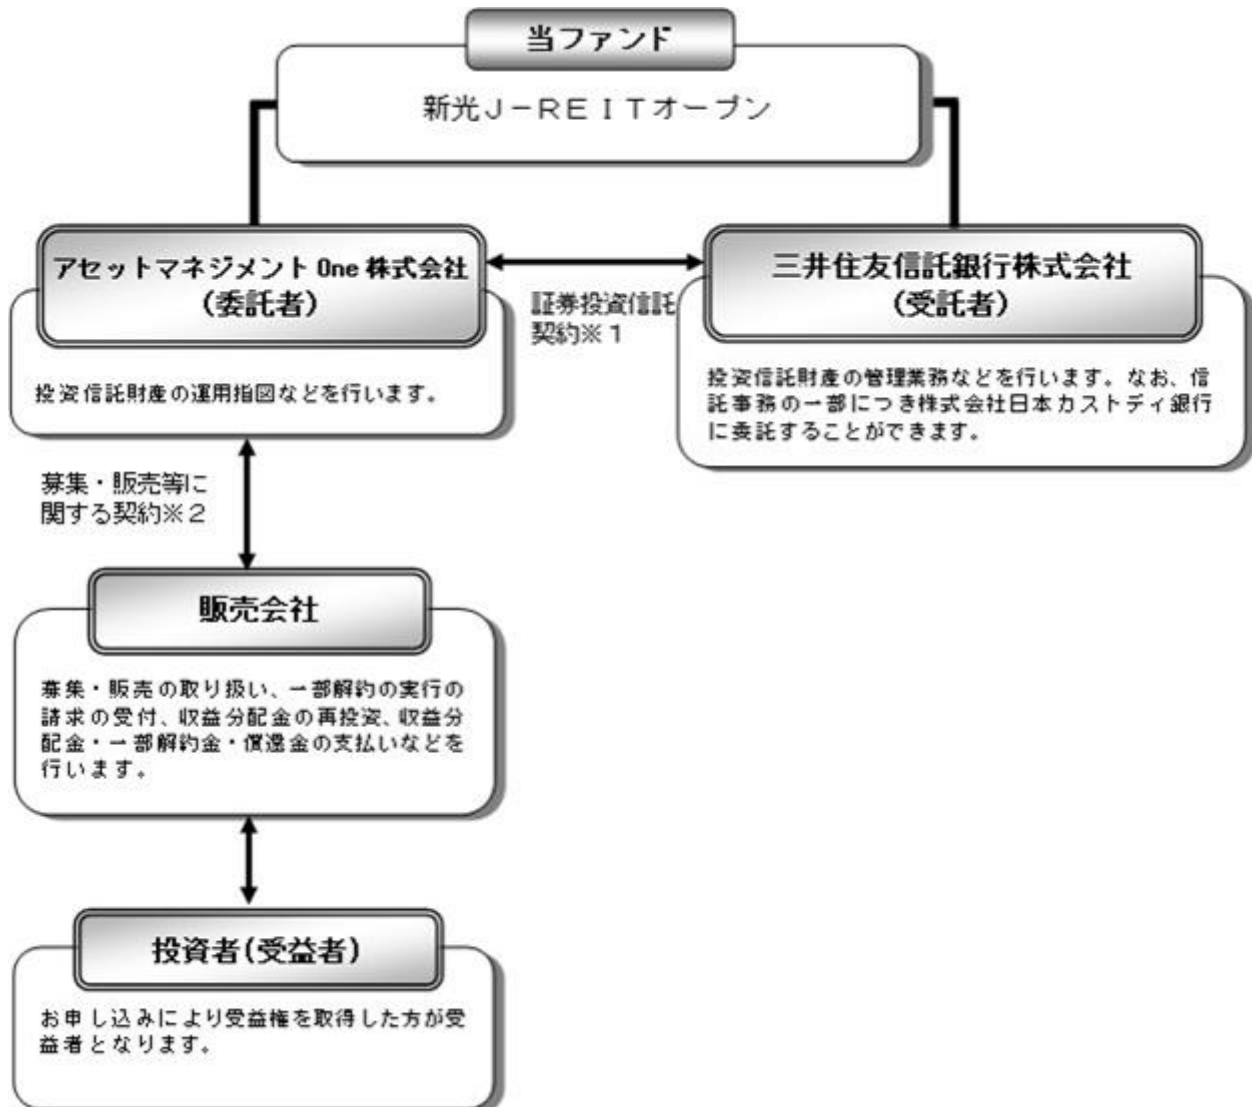 当ファンド
新光J－REITオープン
アセットマネジメントOne 株式会社
(委託者)
投資信託財産の運用指図などを行います。
証券投資信託
契約※1
三井住友信託銀行株式会社
(受託者)
投資信託財産の管理業務などを行います。なお、信
託事務の一部につき株式会社日本カストディ銀行
に委託することができます。
募集・販売等に
関する契約※2
販売会社
募集・販売の取り扱い、一部解約の実行の
請求の受付、収益分配金の再投資、収益分
配金・一部解約金・償還金の支払いなどを
行います。
投資者(受益者)
お申し込みにより受益権を取得した方が受
益者となります。